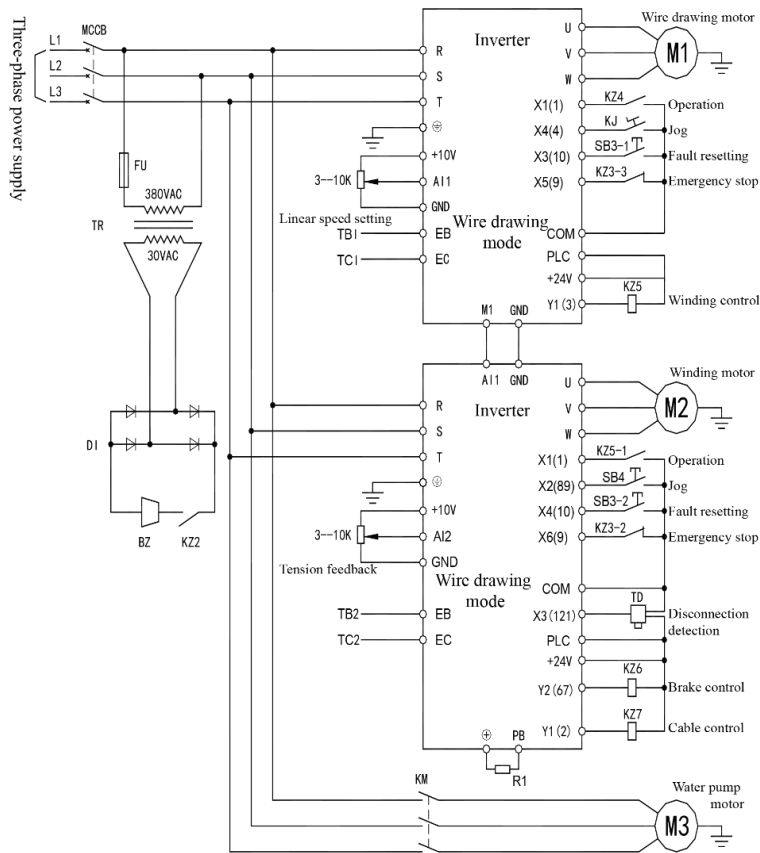 Three-phase power supply
L1
MCCB
L2
L3
FU
380VAC
TR
30VAC
DI
BZ
KZ2
Inverter
R
S
T
+10V
3--10K
AI1
GND
Linear speed setting
TB1
EB
TC1
EC
Wire drawing
mode
M1
GND
U
V
W
Wire drawing motor
M1
X1(1)
KZ4
Operation
X4(4)
KJ
Jog
X3(10)
SB3-1
Fault resetting
X5(9)
KZ3-3
Emergency stop
COM
PLC
+24V
Y1(3)
KZ5
Winding control
AI1
GND
Inverter
R
S
T
+10V
3--10K
AI2
GND
Tension feedback
Wire drawing
mode
TB2
EB
TC2
EC
U
V
W
Winding motor
M2
X1(1)
KZ5-1
Operation
X2(89)
SB4
Jog
X4(10)
SB3-2
Fault resetting
X6(9)
KZ3-2
Emergency stop
COM
TD
X3(121)
Disconnection
detection
PLC
+24V
KZ6
Y2(67)
Brake control
KZ7
Y1(2)
Cable control
⊕
PB
R1
KM
Water pump
motor
M3